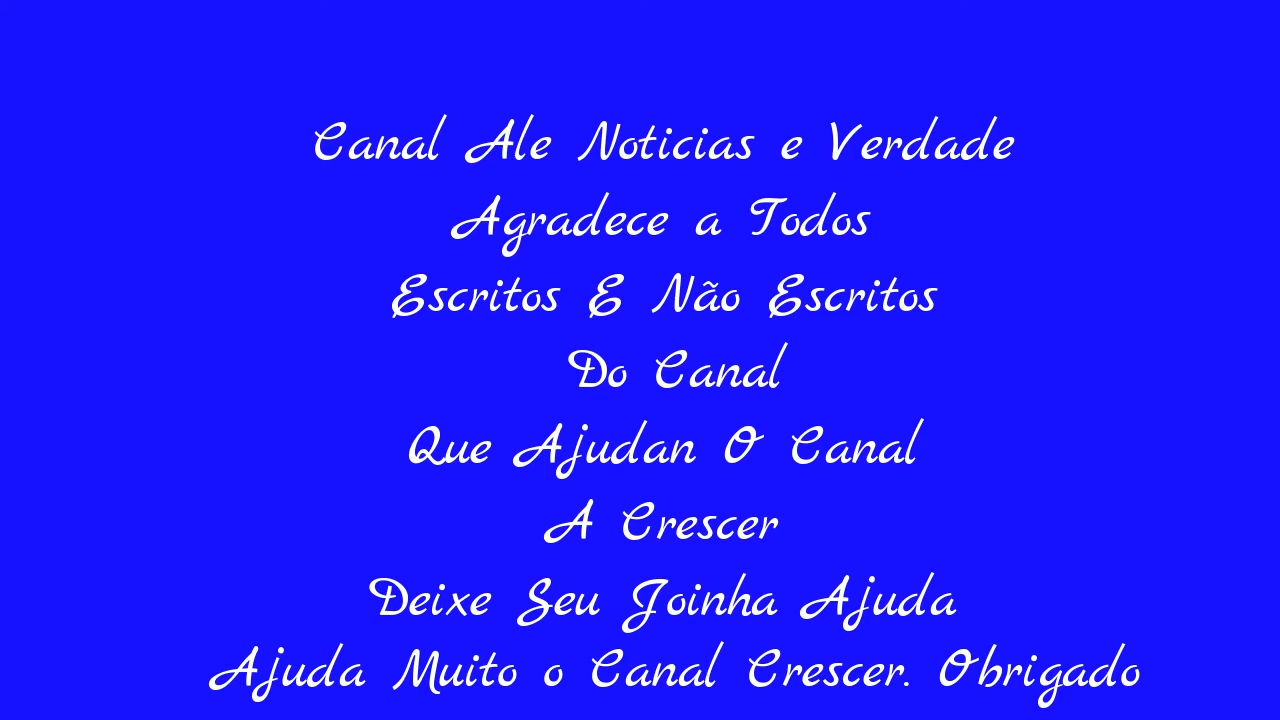 Canal Ale Noticias e Verdade
Agradece a Todos
Escritos E Não Escritos
Do Canal
Que Ajudan O Canal
A Crescer
Deixe Seu Joinha Ajuda
Ajuda Muito o Canal Crescer. Obrigado